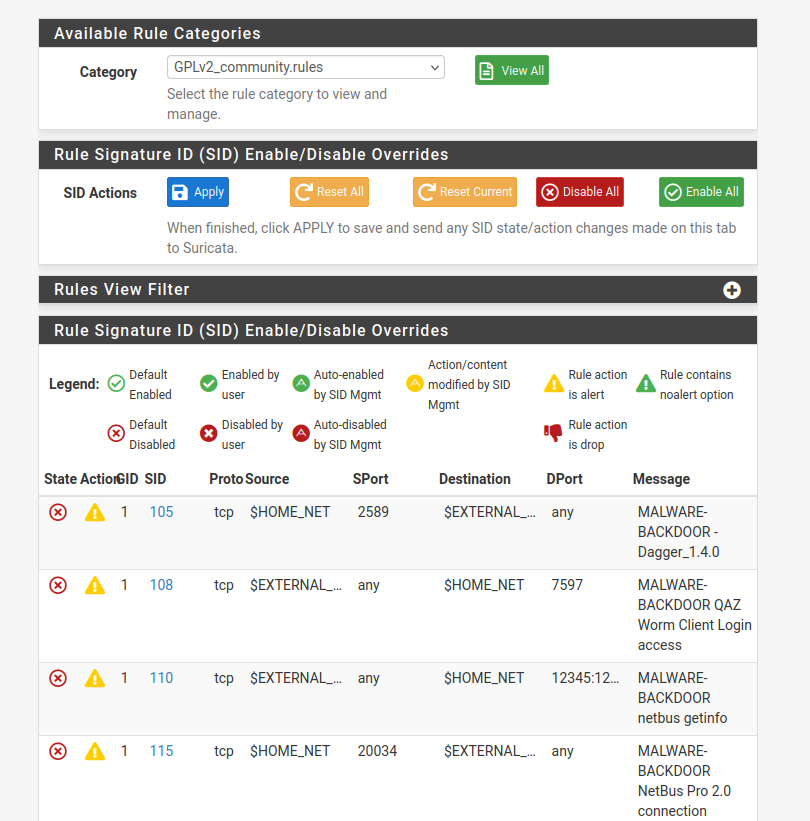 Available Rule Categories
Category
GPLv2_community.rules
View All
Select the rule category to view and
manage.
Rule Signature ID (SID) Enable/Disable Overrides
SID Actions
Apply
Reset All
Reset Current
Disable All
Enable All
When finished, click APPLY to save and send any SID state/action changes made on this tab
to Suricata.
Rules View Filter
Rule Signature ID (SID) Enable/Disable Overrides
Legend:
Default
Enabled
Enabled by
user
Auto-enabled
by SID Mgmt
Action/content
modified by SID
Mgmt
Rule action
is alert
Rule contains
noalert option
Default
Disabled
Disabled by
user
Auto-disabled
by SID Mgmt
Rule action
is drop
State Action GID SID Proto Source SPort Destination DPort Message
1 105 tcp $HOME_NET 2589 $EXTERNAL_... any MALWARE-
BACKDOOR -
Dagger_1.4.0
1 108 tcp $EXTERNAL_... any $HOME_NET 7597 MALWARE-
BACKDOOR QAZ
Worm Client Login
access
1 110 tcp $EXTERNAL_... any $HOME_NET 12345:12... MALWARE-
BACKDOOR
netbus getinfo
1 115 tcp $HOME_NET 20034 $EXTERNAL_... any MALWARE-
BACKDOOR
NetBus Pro 2.0
connection